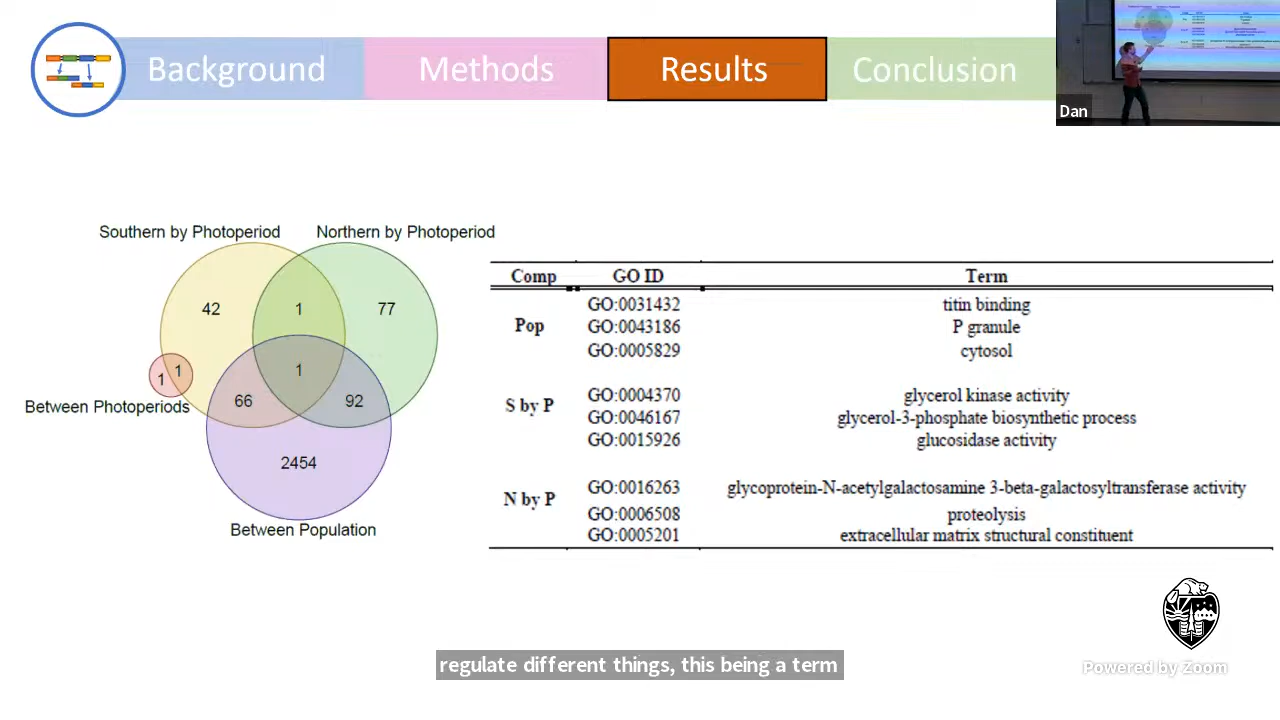 Background Methods Results Conclusion
Dan
Southern by Photoperiod Northern by Photoperiod
42 1 77
1 1 1
66 92
Between Photoperiods
2454
Between Population
Comp GO ID Term
Pop
GO:0031432 titin binding
GO:0043186 P granule
GO:0005829 cytosol
S by P
GO:0004370 glycerol kinase activity
GO:0046167 glycerol-3-phosphate biosynthetic process
GO:0015926 glucosidase activity
N by P
GO:0016263 glycoprotein-N-acetylgalactosamine 3-beta-galactosyltransferase activity
GO:0006508 proteolysis
GO:0005201 extracellular matrix structural constituent
regulate different things, this being a term
Powered by Zoom